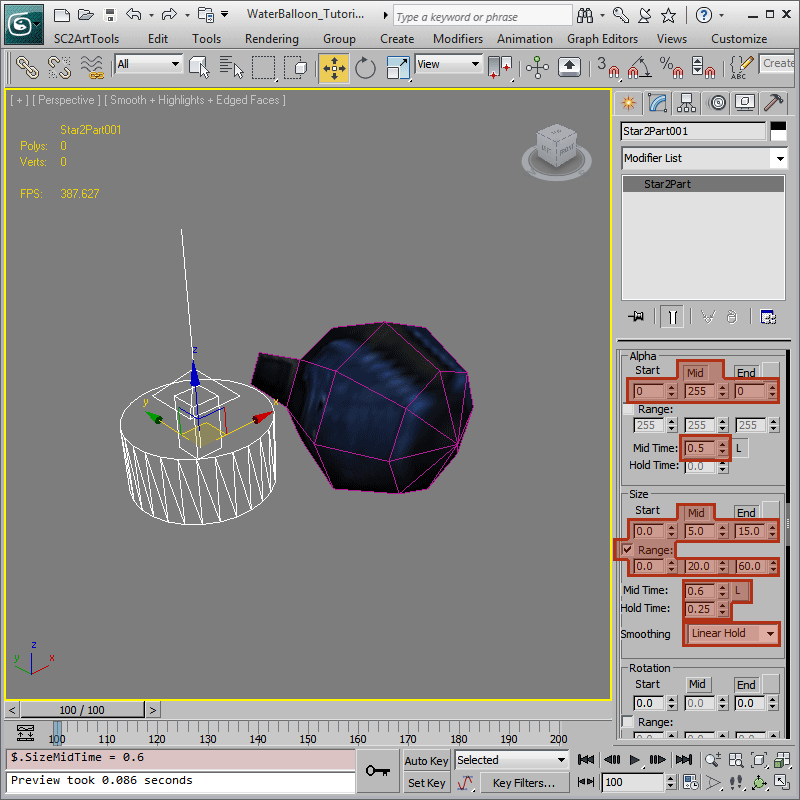 WaterBalloon_Tutori...
Type a keyword or phrase
SC2ArtTools Edit Tools Rendering Group Create Modifiers Animation Graph Editors Views Customize
All View 3 % ABC Create
[ + ] [ Perspective ] [ Smooth + Highlights + Edged Faces ]
Star2Part001
Polys: 0
Verts: 0
FPS: 387.627
z
y x
z
y x
Star2Part001
Modifier List
Star2Part
Alpha
Start Mid End
0 255 0
Range:
255 255 255
Mid Time: 0.5 L
Hold Time: 0.0
Size
Start Mid End
0.0 5.0 15.0
Range:
0.0 20.0 60.0
Mid Time: 0.6 L
Hold Time: 0.25
Smoothing Linear Hold
Rotation
Start Mid End
0.0 0.0 0.0
Range:
< 100 / 100 >
100 110 120 130 140 150 160 170 180 190 200
$.SizeMidTime = 0.6
Preview took 0.086 seconds
Auto Key Selected
Set Key Key Filters... 100